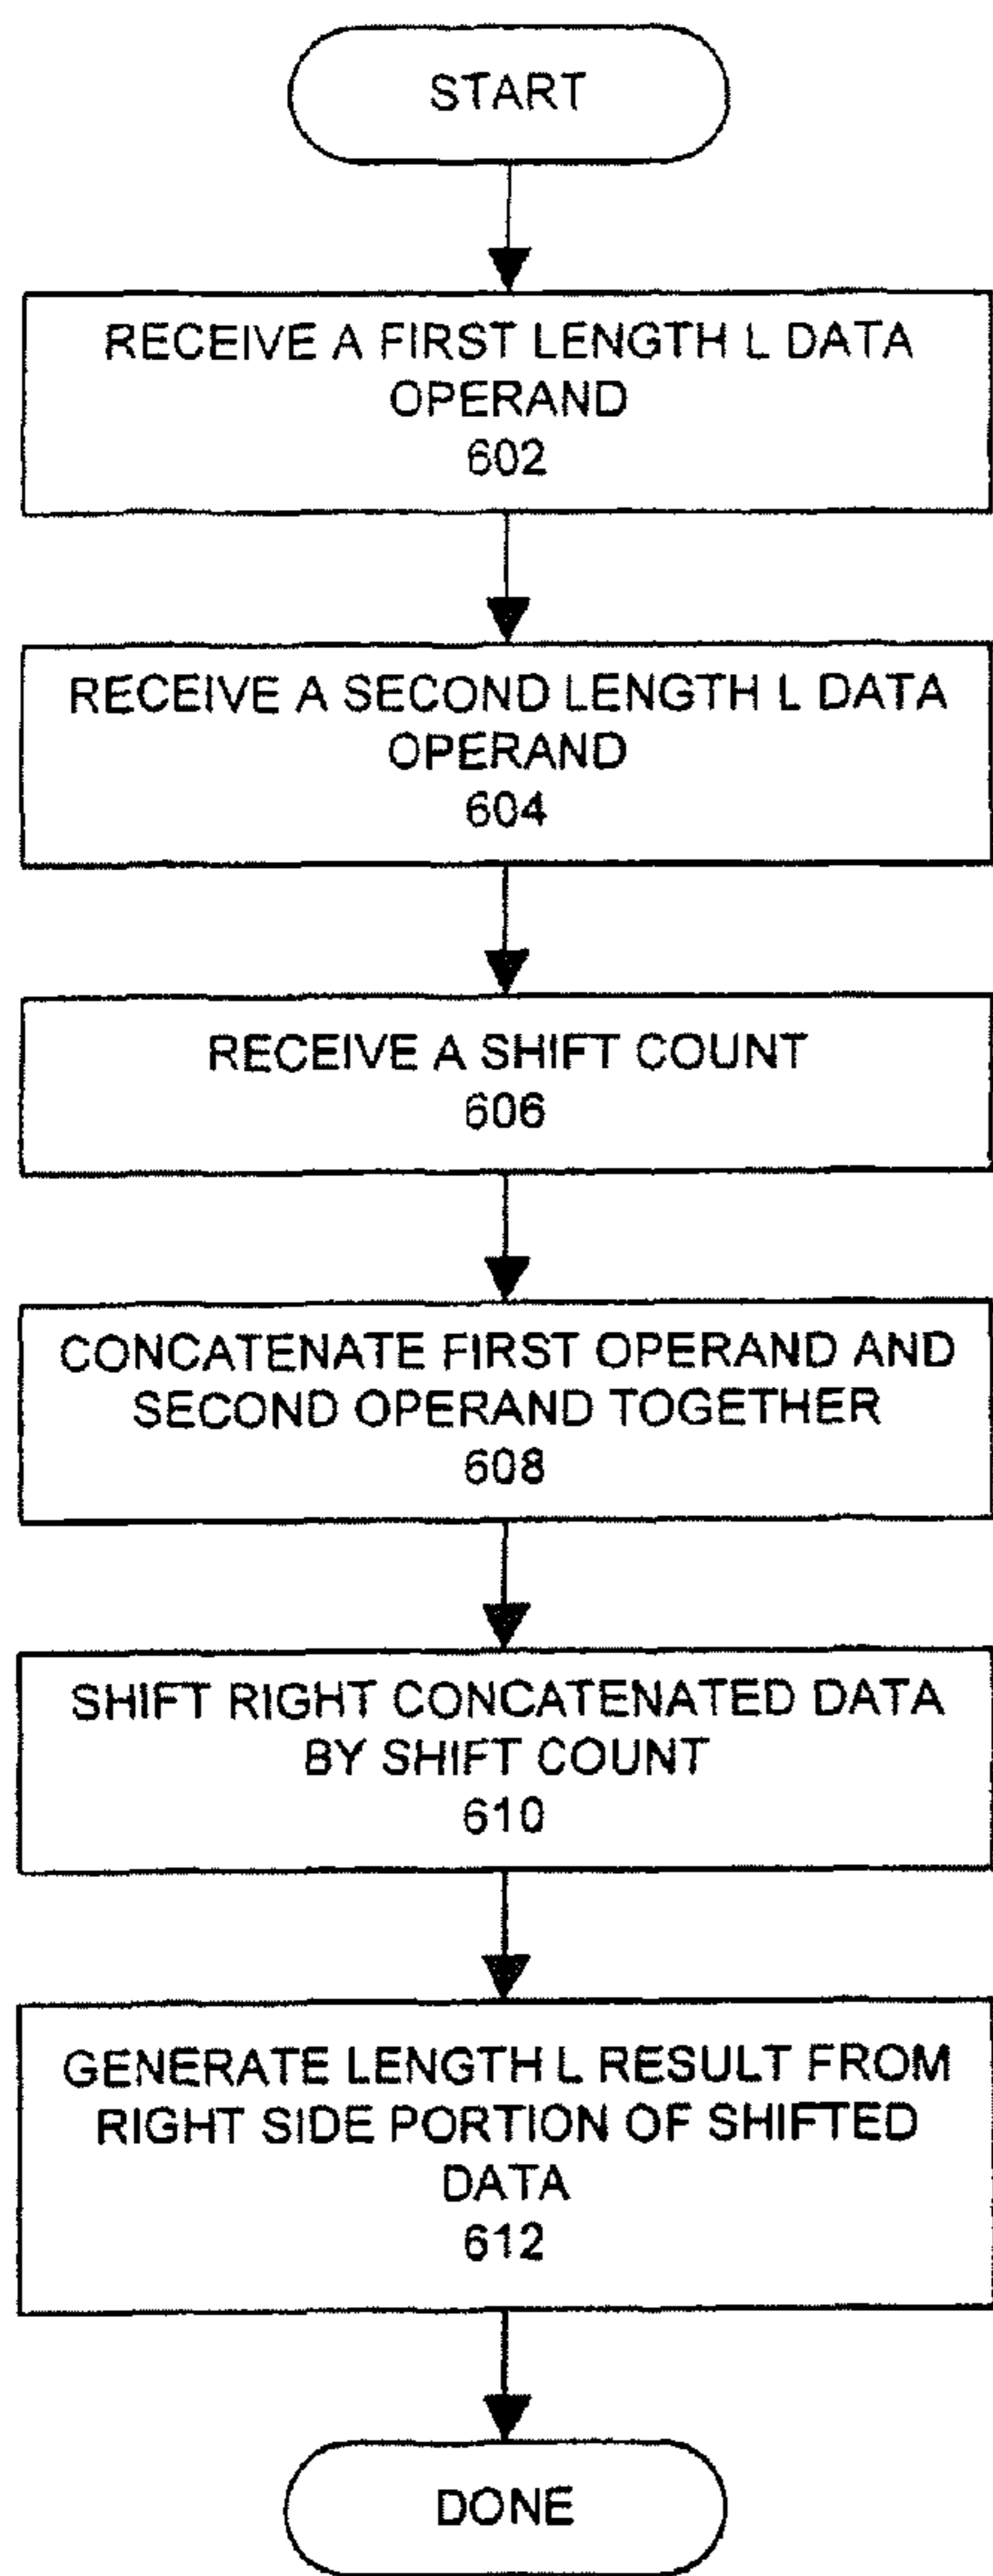 START
RECEIVE A FIRST LENGTH L DATA
OPERAND
602
RECEIVE A SECOND LENGTH L DATA
OPERAND
604
RECEIVE A SHIFT COUNT
606
CONCATENATE FIRST OPERAND AND
SECOND OPERAND TOGETHER
608
SHIFT RIGHT CONCATENATED DATA
BY SHIFT COUNT
610
GENERATE LENGTH L RESULT FROM
RIGHT SIDE PORTION OF SHIFTED
DATA
612
DONE